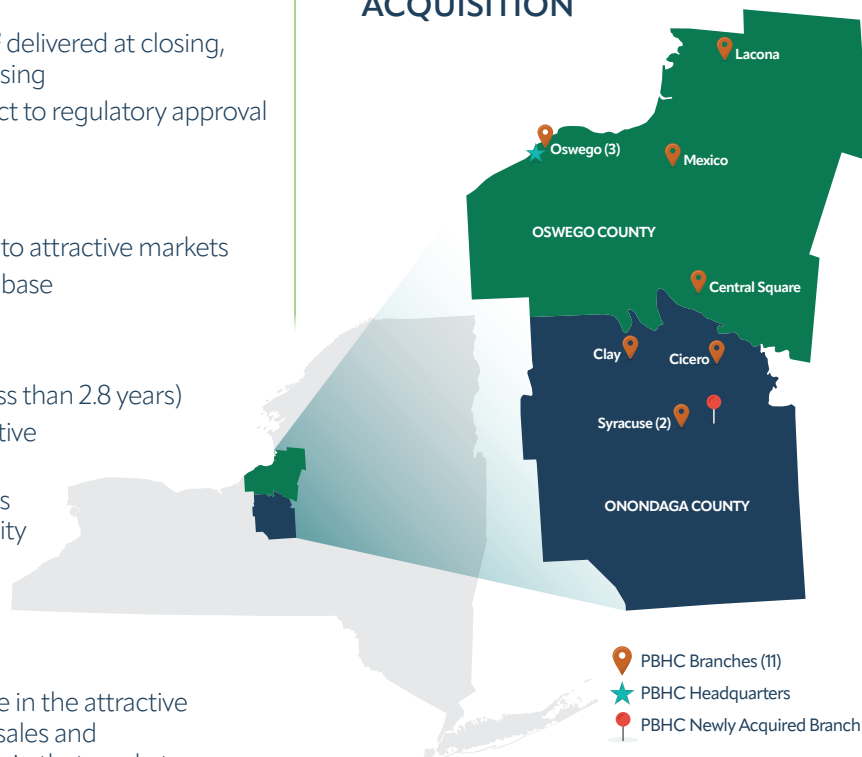 ACQUISITION
delivered at closing,
sing
ct to regulatory approval
to attractive markets
base
ss than 2.8 years)
tive
s
ity
e in the attractive
sales and
Lacona
Oswego (3)
Mexico
OSWEGO COUNTY
Central Square
Clay
Cicero
Syracuse (2)
ONONDAGA COUNTY
PBHC Branches (11)
PBHC Headquarters
PBHC Newly Acquired Branch